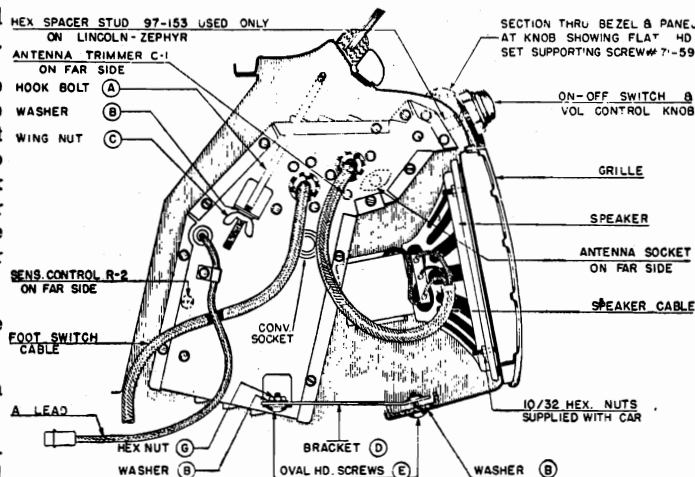 HEX SPACER STUD 97-153 USED ONLY
ON LINCOLN-ZEPHYR
ANTENNA TRIMMER C-1
ON FAR SIDE
HOOK BOLT (A)
WASHER (B)
WING NUT (C)
SENS. CONTROL R-2
ON FAR SIDE
FOOT SWITCH
CABLE
A LEAD
CONV.
SOCKET
HEX NUT (G)
WASHER (B)
BRACKET (D)
OVAL HD. SCREWS (E)
WASHER (B)
SECTION THRU BEZEL & PANEL
AT KNOB SHOWING FLAT HD
SET SUPPORTING SCREW
ON-OFF SWITCH &
VOL CONTROL KNOB
GRILLE
SPEAKER
ANTENNA SOCKET
ON FAR SIDE
SPEAKER CABLE
10/32 HEX. NUTS
SUPPLIED WITH CAR